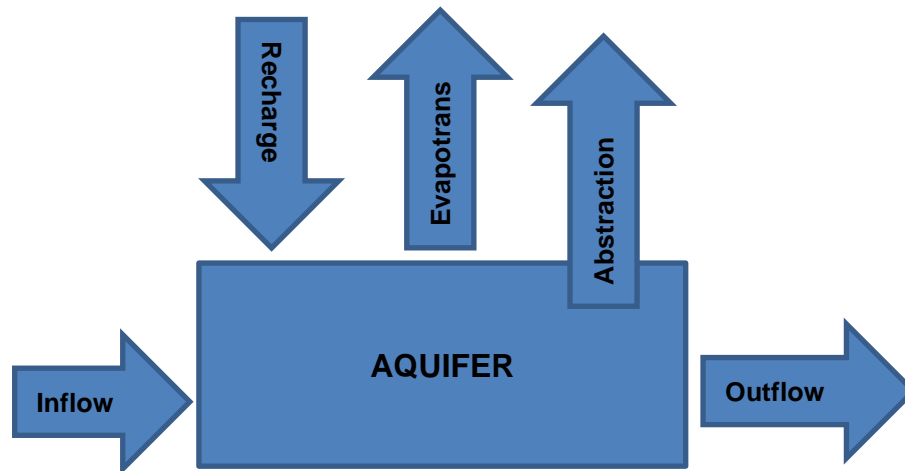 Recharge
Evapotrans
Abstraction
AQUIFER
Inflow
Outflow